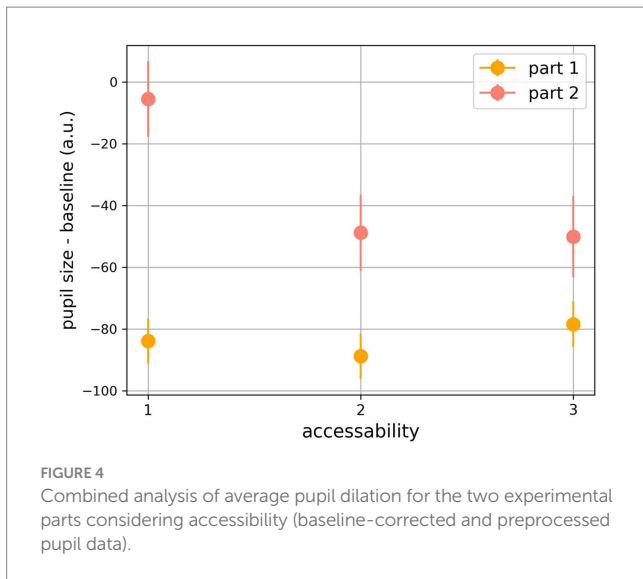 part 1
part 2
0
−20
−40
−60
−80
−100
pupil size - baseline (a.u.)
1 2 3
accessability
FIGURE 4
Combined analysis of average pupil dilation for the two experimental
parts considering accessibility (baseline-corrected and preprocessed
pupil data).